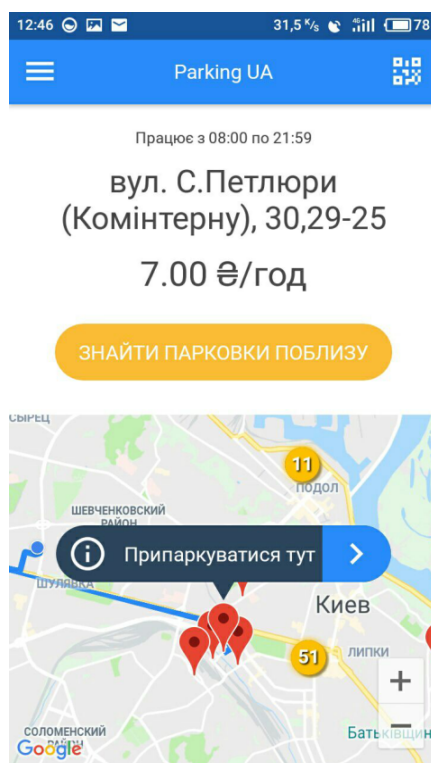 12:46 31,5 K/s 78
Parking UA
Працює з 08:00 по 21:59
вул. С.Петлюри
(Комінтерну), 30,29-25
7.00 ₴/год
ЗНАЙТИ ПАРКОВКИ ПОБЛИЗУ
СЫРЕЦ
11
ПОДОЛ
ШЕВЧЕНКОВСКИЙ
РАЙОН
Припаркуватися тут
ШУЛЯВКА
Киев
51
ЛИПКИ
+
СОЛОМЕНСКИЙ
Google